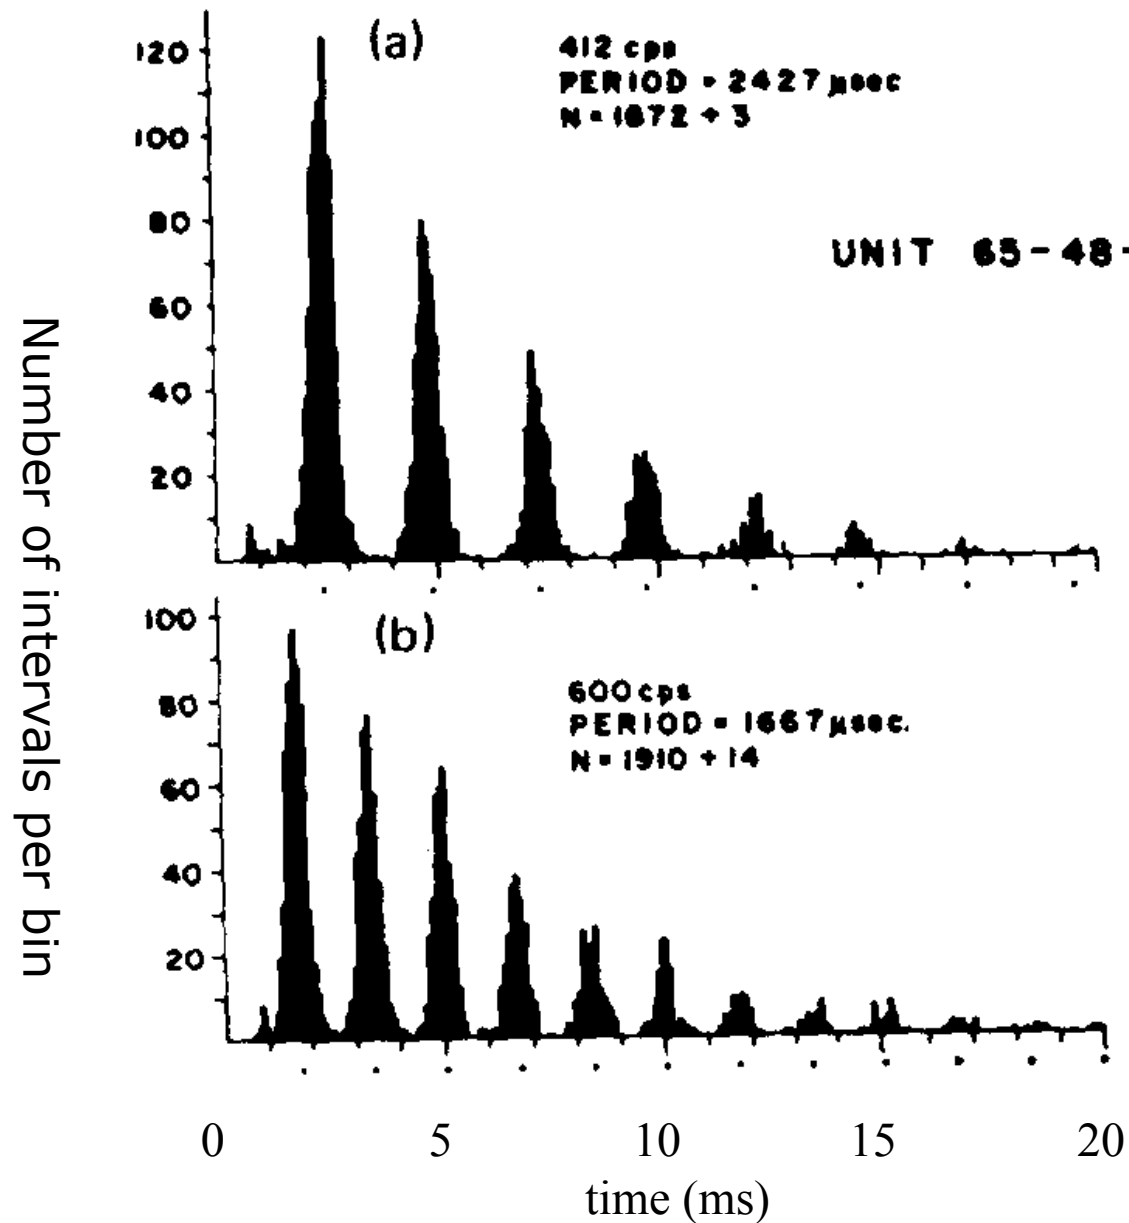 120
(a)
412 cps
PERIOD = 2427 μsec
N = 1872 + 3
100
80
UNIT 65-48-
60
40
20
Number of intervals per bin
100
(b)
80
600 cps
PERIOD = 1667 μsec.
N = 1910 + 14
60
40
20
0 5 10 15 20
time (ms)